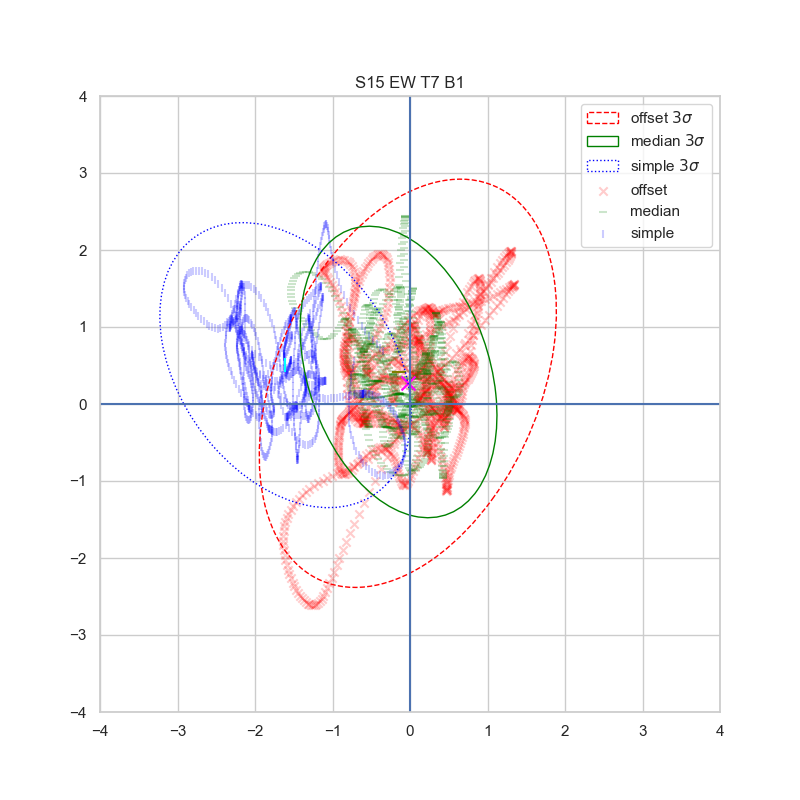 S15 EW T7 B1
4
3
2
1
0
−1
−2
−3
−4
−4 −3 −2 −1 0 1 2 3 4
offset 3σ
median 3σ
simple 3σ
offset
median
simple